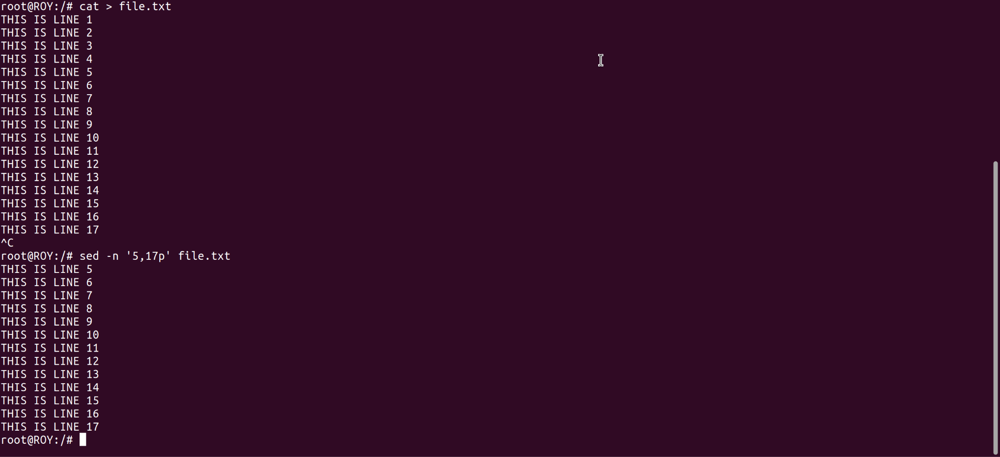 root@ROY:/# cat > file.txt
THIS IS LINE 1
THIS IS LINE 2
THIS IS LINE 3
THIS IS LINE 4
THIS IS LINE 5
THIS IS LINE 6
THIS IS LINE 7
THIS IS LINE 8
THIS IS LINE 9
THIS IS LINE 10
THIS IS LINE 11
THIS IS LINE 12
THIS IS LINE 13
THIS IS LINE 14
THIS IS LINE 15
THIS IS LINE 16
THIS IS LINE 17
^C
root@ROY:/# sed -n '5,17p' file.txt
THIS IS LINE 5
THIS IS LINE 6
THIS IS LINE 7
THIS IS LINE 8
THIS IS LINE 9
THIS IS LINE 10
THIS IS LINE 11
THIS IS LINE 12
THIS IS LINE 13
THIS IS LINE 14
THIS IS LINE 15
THIS IS LINE 16
THIS IS LINE 17
root@ROY:/#